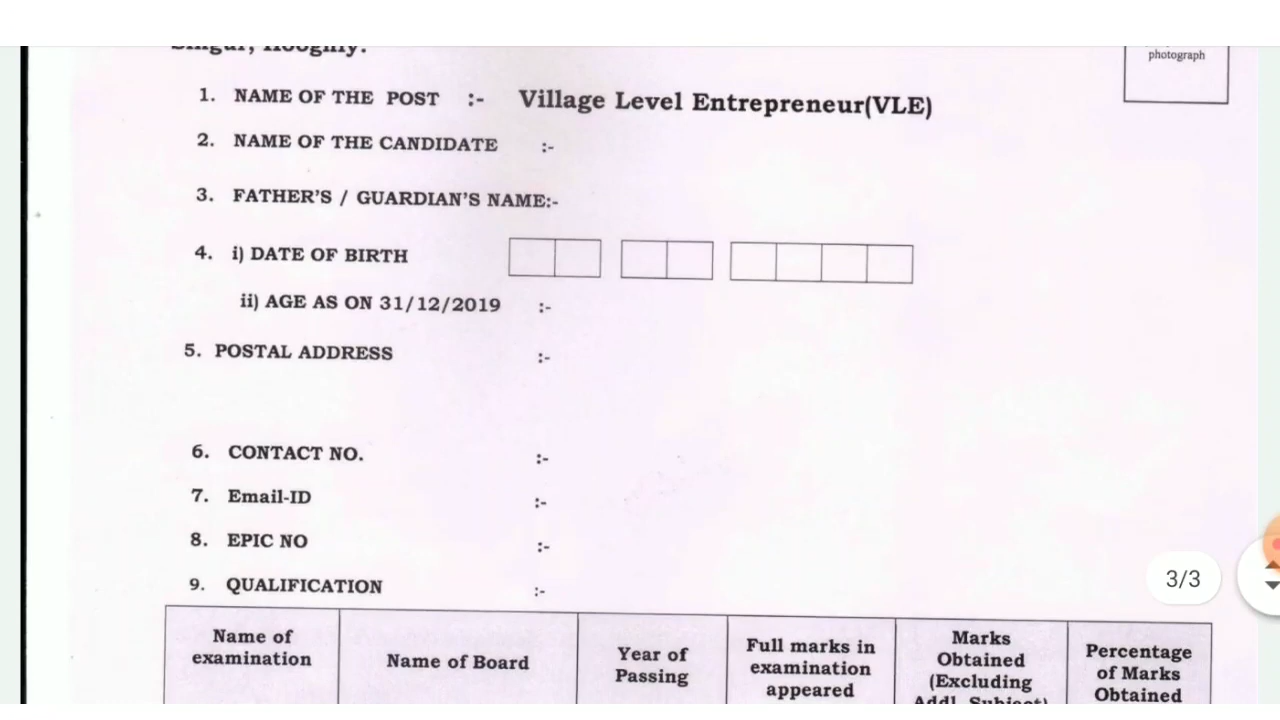 Singur, Hooghly.
photograph
1. NAME OF THE POST :- Village Level Entrepreneur(VLE)
2. NAME OF THE CANDIDATE :-
3. FATHER'S / GUARDIAN'S NAME:-
4. i) DATE OF BIRTH
ii) AGE AS ON 31/12/2019 :-
5. POSTAL ADDRESS :-
6. CONTACT NO. :-
7. Email-ID :-
8. EPIC NO :-
9. QUALIFICATION :-
3/3
Name of examination
Name of Board
Year of Passing
Full marks in examination appeared
Marks Obtained (Excluding Addl. Subject)
Percentage of Marks Obtained